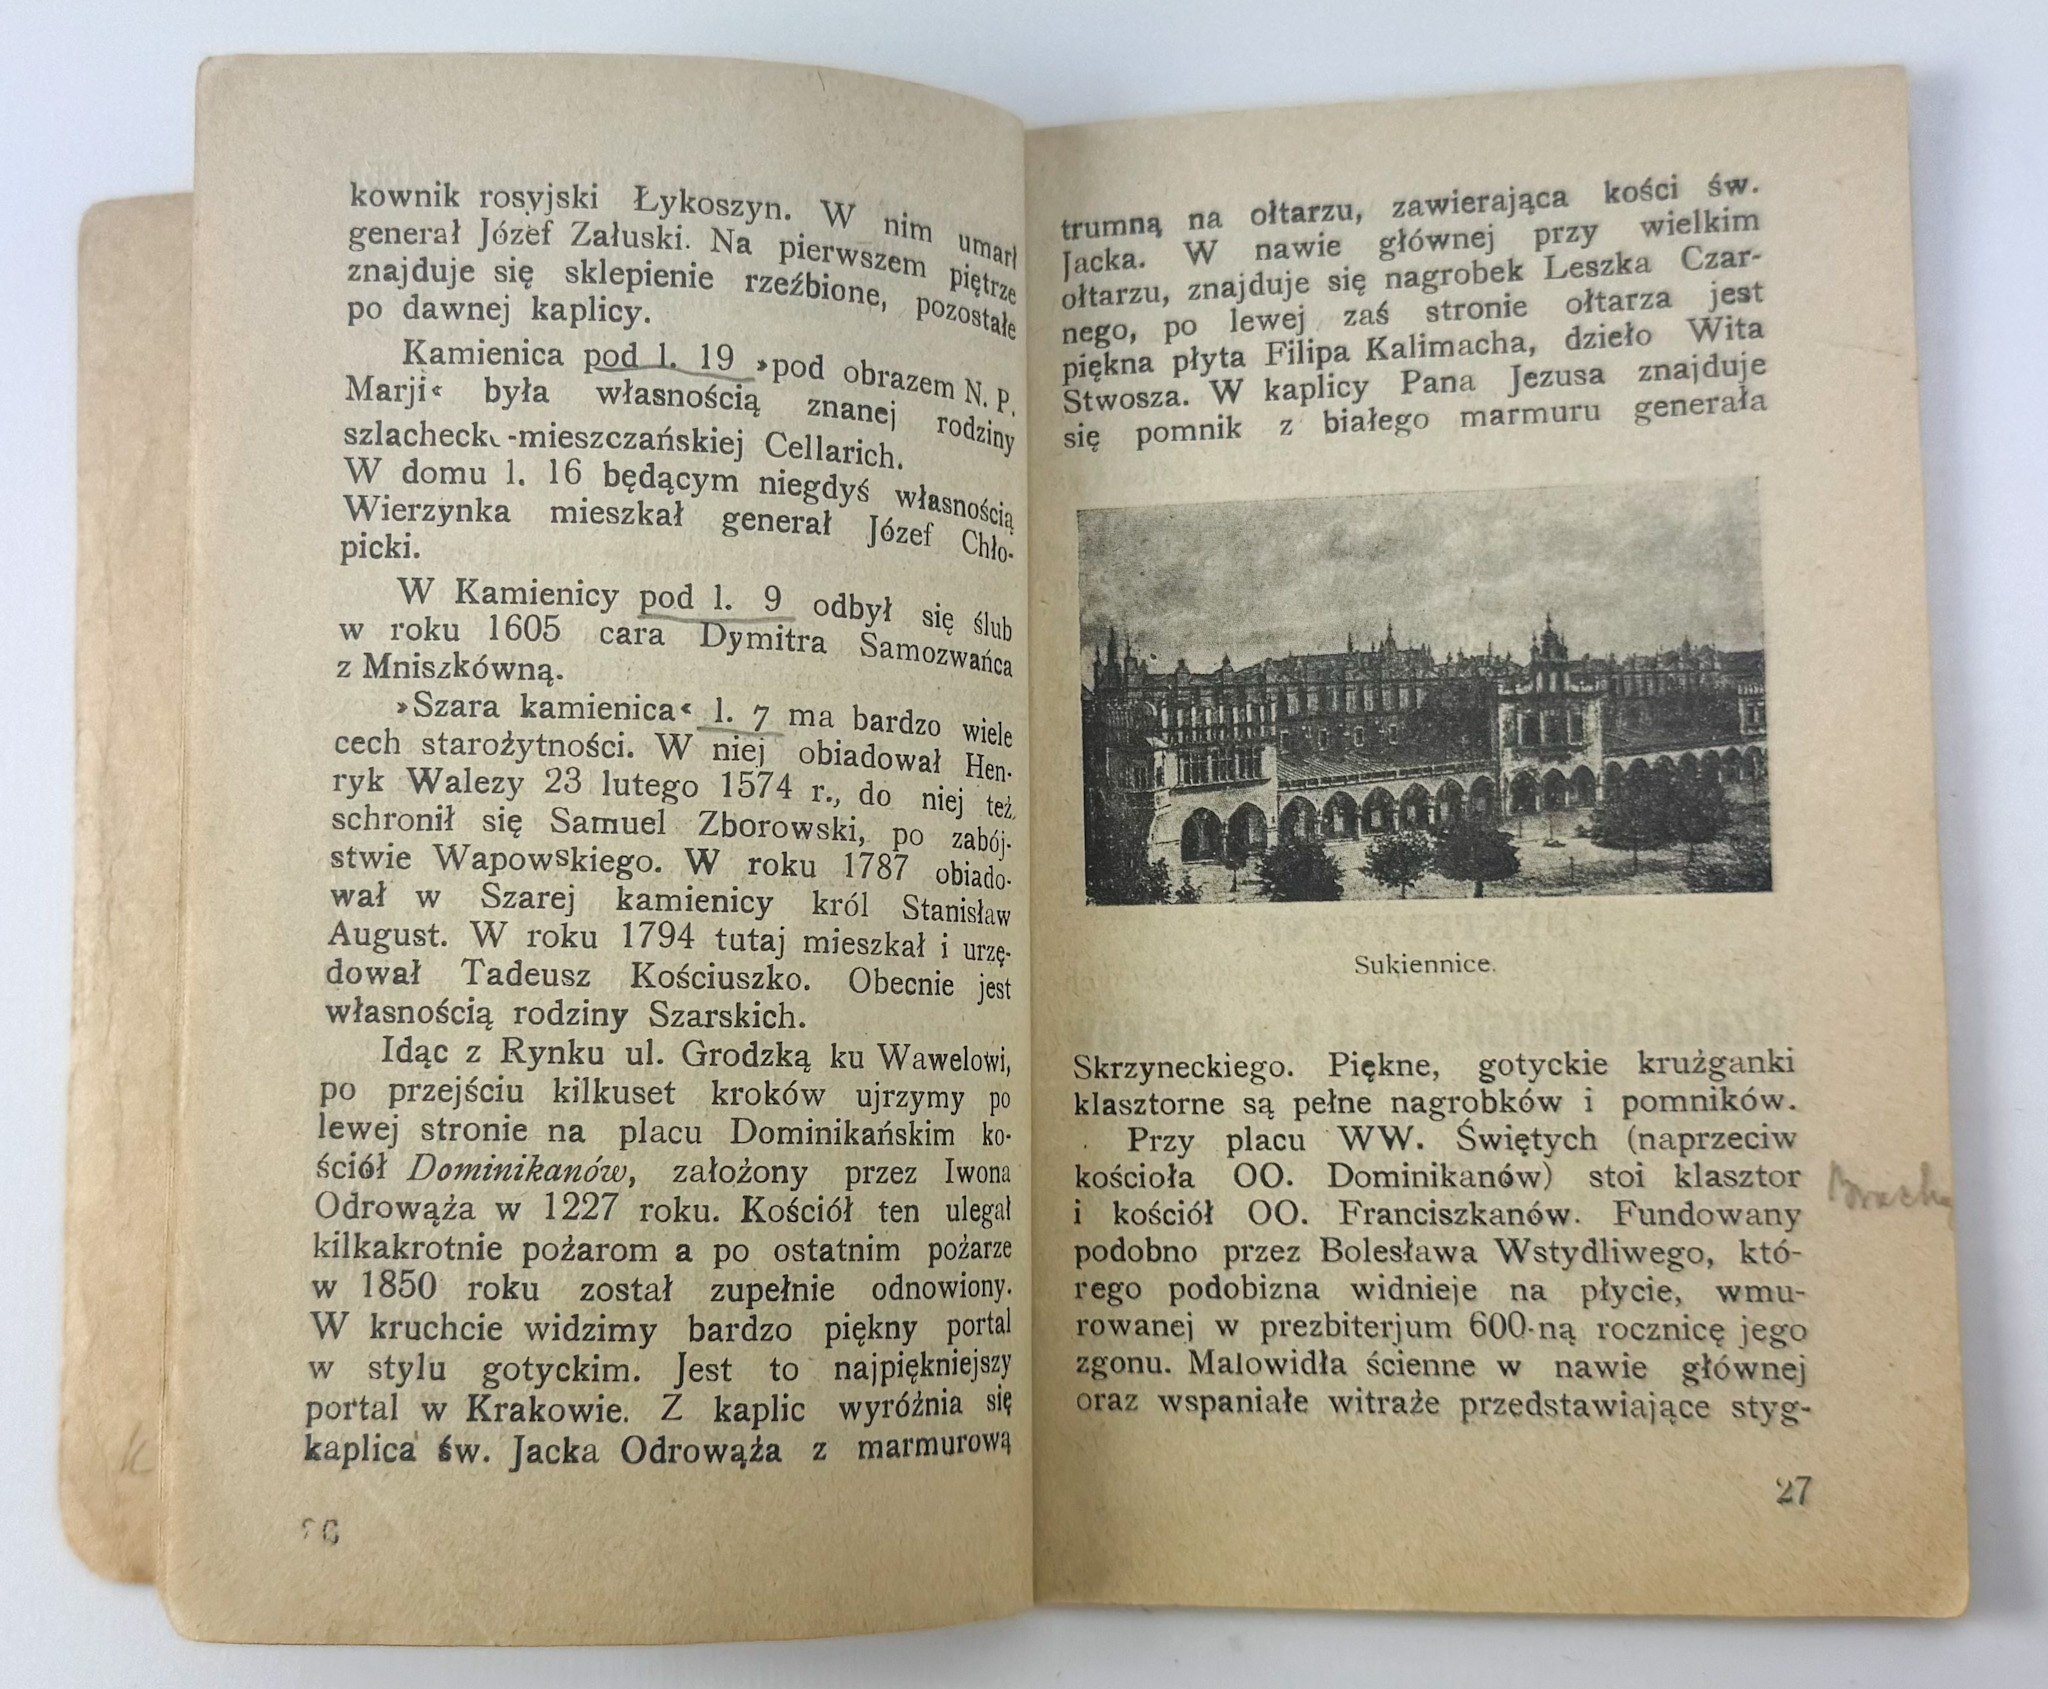 kownik rosyjski Łykoszyn. W nim umarł
generał Józef Załuski. Na pierwszem piętrze
znajduje się sklepienie rzeźbione, pozostałe
po dawnej kaplicy.
Kamienica pod l. 19 »pod obrazem N. P.
Marji« była własnością znanej rodziny
szlachecko-mieszczańskiej Cellarich.
W domu l. 16 będącym niegdyś własnością
Wierzynka mieszkał generał Józef Chło-
picki.
W Kamienicy pod l. 9 odbył się ślub
w roku 1605 cara Dymitra Samozwańca
z Mniszkówną.
»Szara kamienica« l. 7 ma bardzo wiele
cech starożytności. W niej obiadował Hen-
ryk Walezy 23 lutego 1574 r., do niej też
schronił się Samuel Zborowski, po zabój-
stwie Wapowskiego. W roku 1787 obiado-
wał w Szarej kamienicy król Stanisław
August. W roku 1794 tutaj mieszkał i urzę-
dował Tadeusz Kościuszko. Obecnie jest
własnością rodziny Szarskich.
Idąc z Rynku ul. Grodzką ku Wawelowi,
po przejściu kilkuset kroków ujrzymy po
lewej stronie na placu Dominikańskim ko-
ściół Dominikanów, założony przez Iwona
Odrowąża w 1227 roku. Kościół ten ulegał
kilkakrotnie pożarom a po ostatnim pożarze
w 1850 roku został zupełnie odnowiony.
W kruchcie widzimy bardzo piękny portal
w stylu gotyckim. Jest to najpiękniejszy
portal w Krakowie. Z kaplic wyróżnia się
kaplica św. Jacka Odrowąża z marmurową
trumną na ołtarzu, zawierająca kości św.
Jacka. W nawie głównej przy wielkim
ołtarzu, znajduje się nagrobek Leszka Czar-
nego, po lewej zaś stronie ołtarza jest
piękna płyta Filipa Kalimacha, dzieło Wita
Stwosza. W kaplicy Pana Jezusa znajduje
się pomnik z białego marmuru generała
Sukiennice.
Skrzyneckiego. Piękne, gotyckie krużganki
klasztorne są pełne nagrobków i pomników.
Przy placu WW. Świętych (naprzeciw
kościoła OO. Dominikanów) stoi klasztor
i kościół OO. Franciszkanów. Fundowany
podobno przez Bolesława Wstydliwego, któ-
rego podobizna widnieje na płycie, wmu-
rowanej w prezbiterjum 600-ną rocznicę jego
zgonu. Malowidła ścienne w nawie głównej
oraz wspaniałe witraże przedstawiające styg-
27